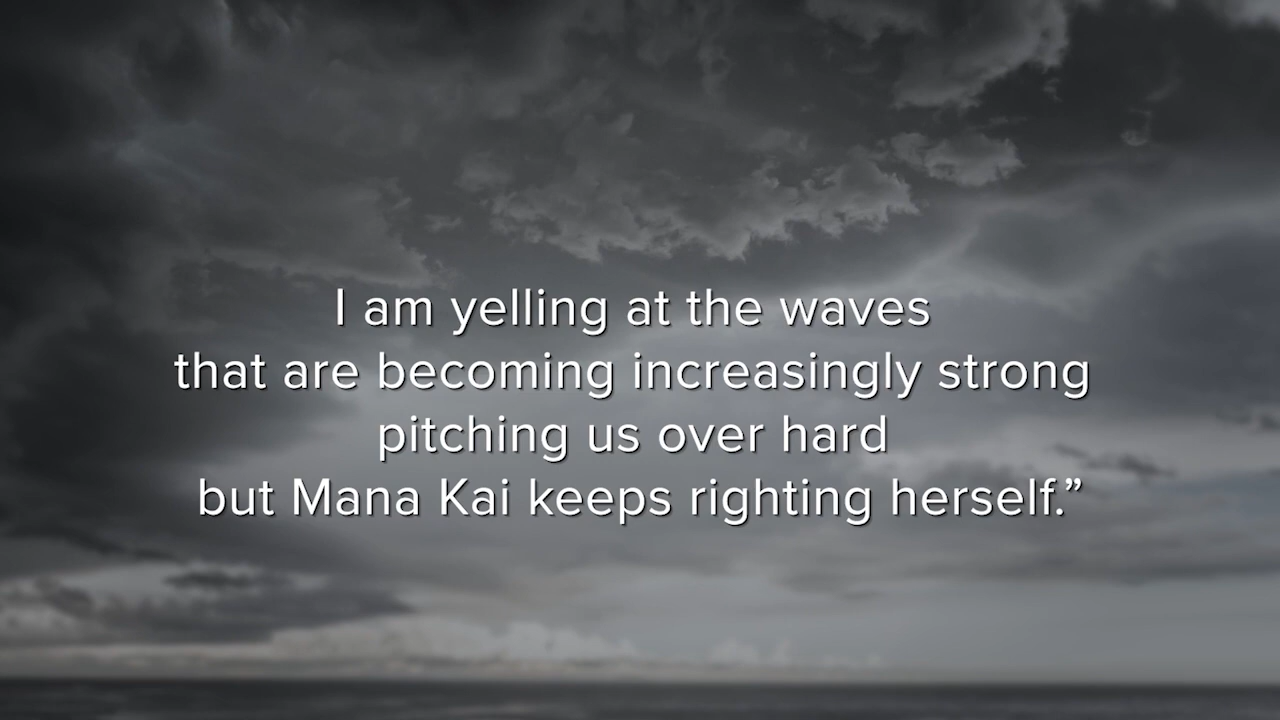 I am yelling at the waves
that are becoming increasingly strong
pitching us over hard
but Mana Kai keeps righting herself.”